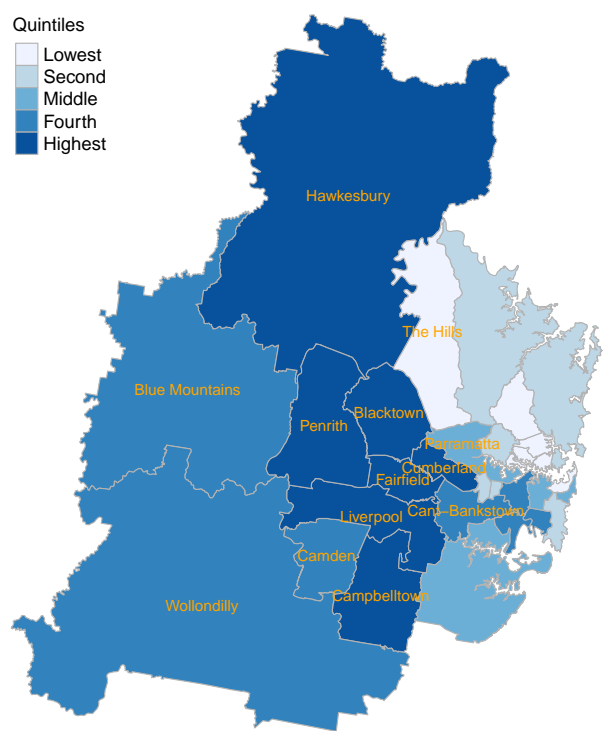 Quintiles
Lowest
Second
Middle
Fourth
Highest
Hawkesbury
The Hills
Blue Mountains
Blacktown
Penrith
Parramatta
Cumberland
Fairfield
Cant−Bankstown
Liverpool
Camden
Campbelltown
Wollondilly